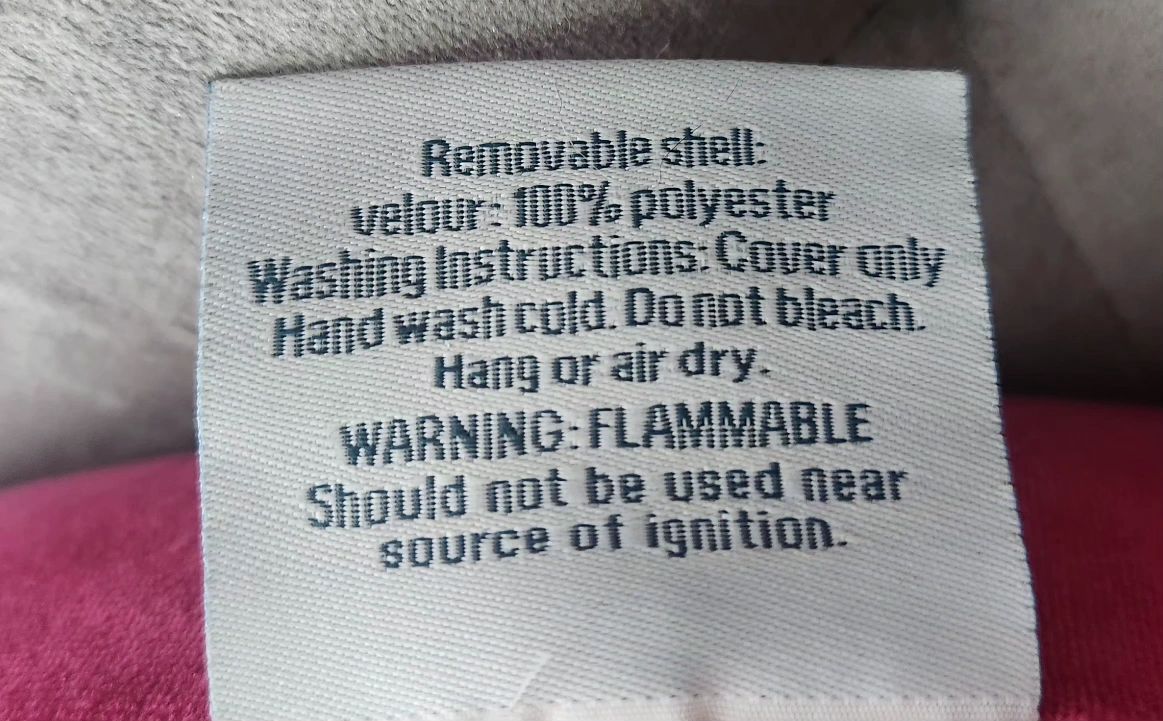 Removable shell:
velour: 100% polyester
Washing Instructions: Cover only
Hand wash cold. Do not bleach.
Hang or air dry.
WARNING: FLAMMABLE
Should not be used near
source of ignition.